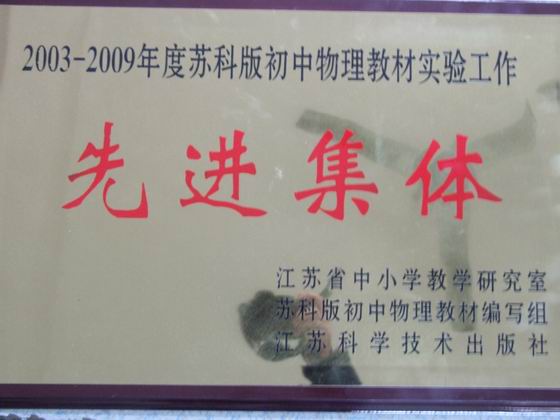 2003-2009年度苏科版初中物理教材实验工作
先进集体
江苏省中小学教学研究室
苏科版初中物理教材编写组
江苏科学技术出版社